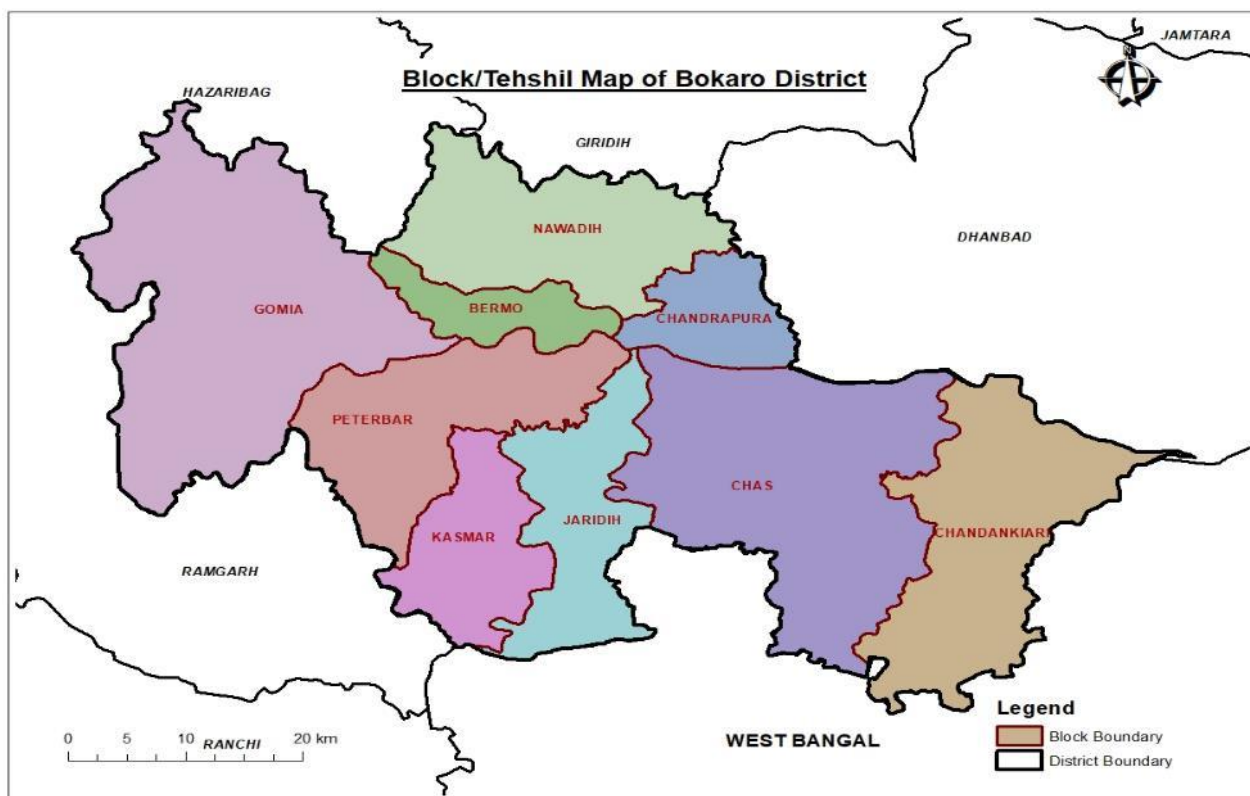 JAMTARA
Block/Tehshil Map of Bokaro District
HAZARIBAG
GIRIDIH
NAWADIH
DHANBAD
GOMIA
BERMO
CHANDRAPURA
PETERBAR
CHAS
JARIDIH
KASMAR
CHANDANKIARI
RAMGARH
Legend
Block Boundary
District Boundary
WEST BANGAL
0 5 10 20 km
RANCHI